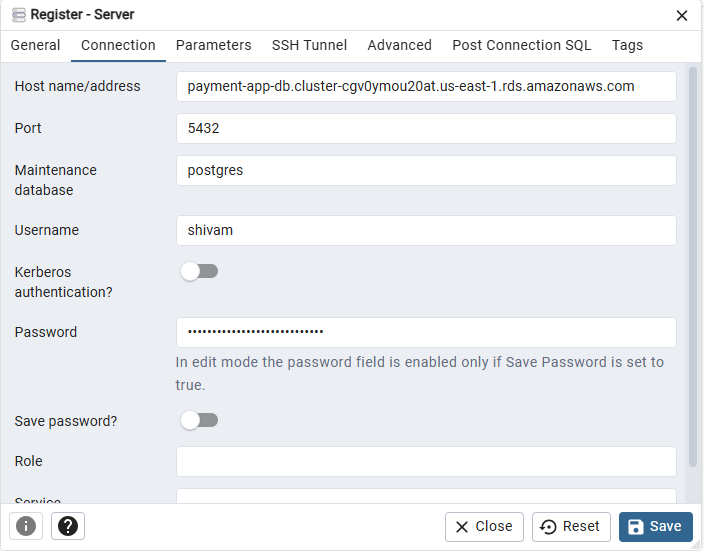 Register - Server
General Connection Parameters SSH Tunnel Advanced Post Connection SQL Tags
Host name/address payment-app-db.cluster-cgv0ymou20at.us-east-1.rds.amazonaws.com
Port 5432
Maintenance database postgres
Username shivam
Kerberos authentication?
Password ••••••••••••••••••••••••••••
In edit mode the password field is enabled only if Save Password is set to
true.
Save password?
Role
Service
Close Reset Save